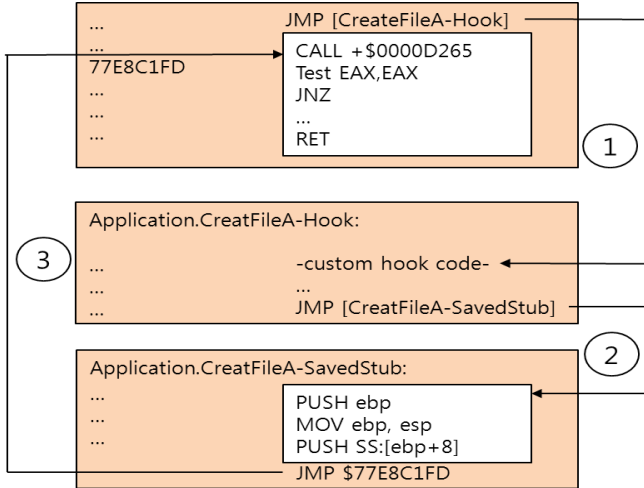 ... JMP [CreateFileA-Hook]
...
77E8C1FD CALL +$0000D265
... Test EAX,EAX
... JNZ
... ...
RET
1
Application.CreatFileA-Hook:
3
... -custom hook code-
... ...
... JMP [CreatFileA-SavedStub]
2
Application.CreatFileA-SavedStub:
... PUSH ebp
... MOV ebp, esp
... PUSH SS:[ebp+8]
JMP $77E8C1FD